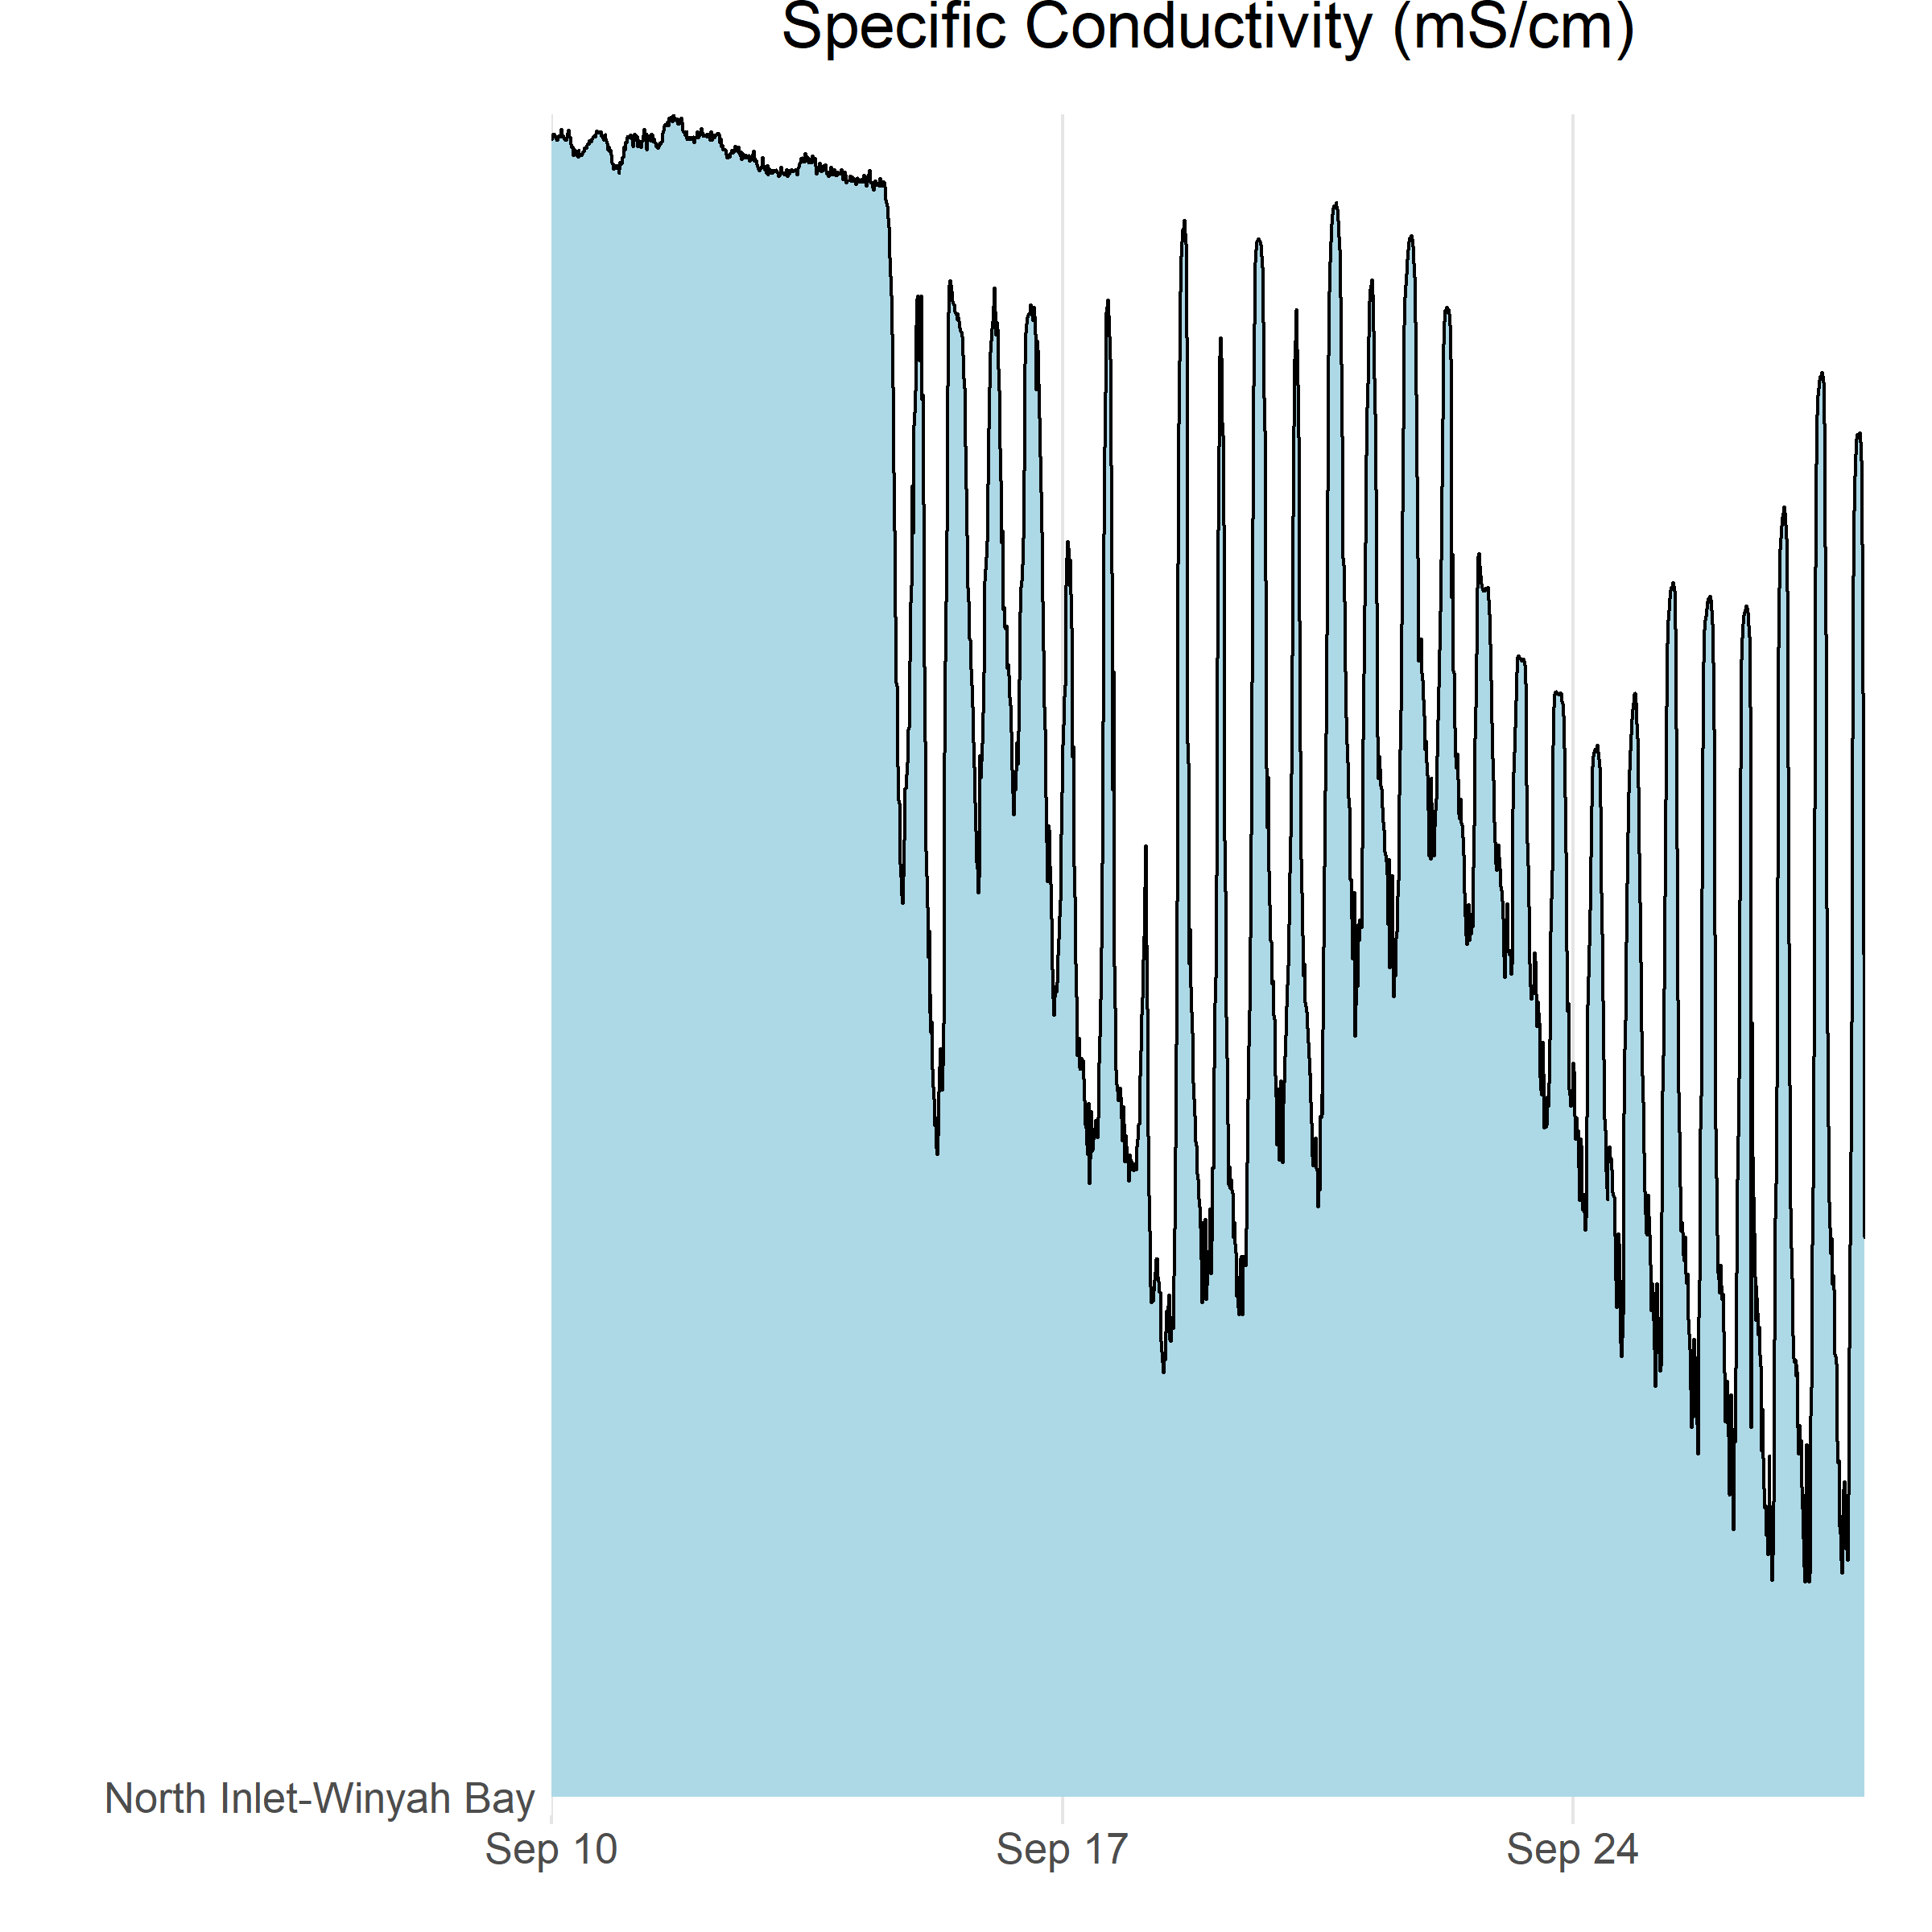 Specific Conductivity (mS/cm)
North Inlet-Winyah Bay
Sep 10 Sep 17 Sep 24